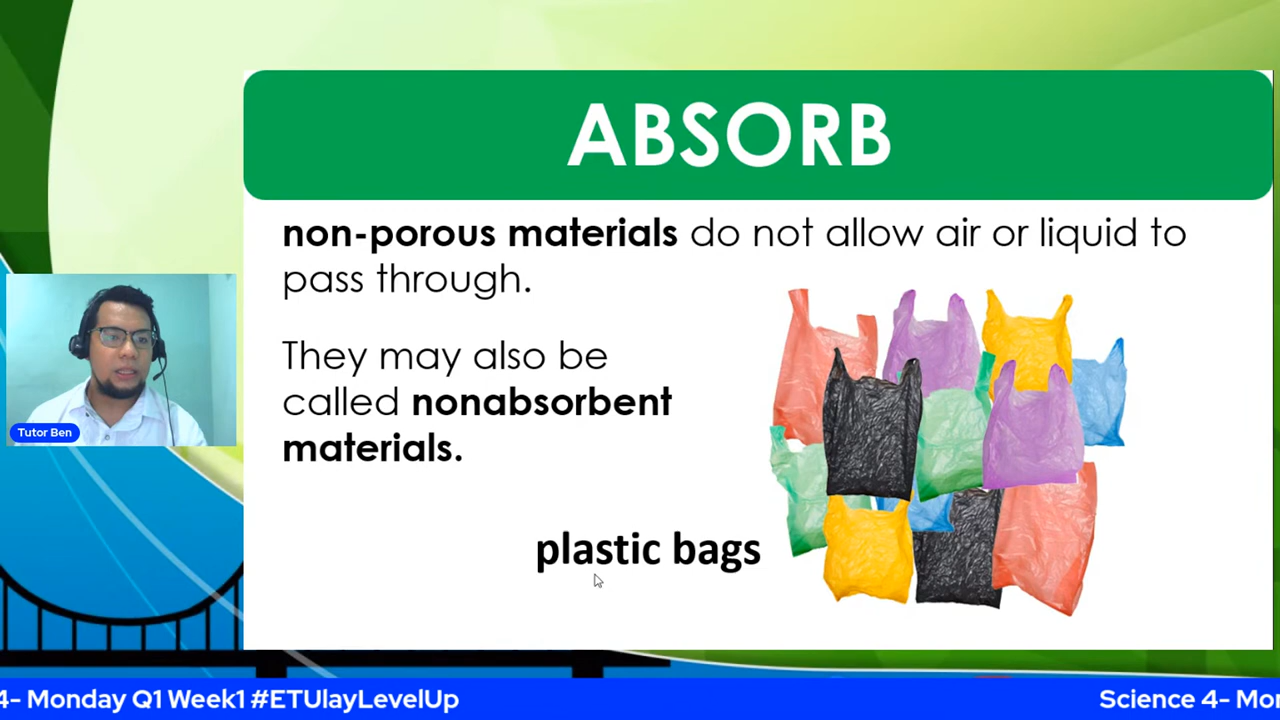 ABSORB
non-porous materials do not allow air or liquid to
pass through.
They may also be
called nonabsorbent
materials.
plastic bags
Tutor Ben
4- Monday Q1 Week1 #ETUlayLevelUp
Science 4- Mon